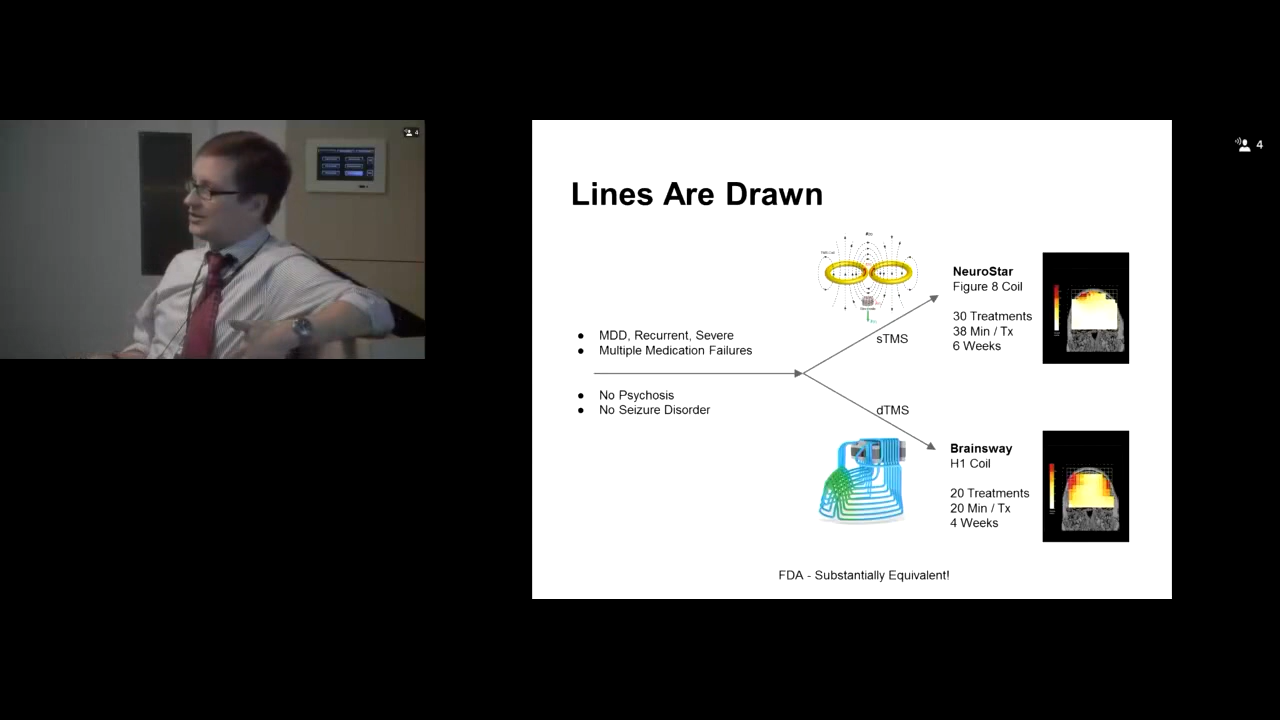 4
4
Lines Are Drawn
NeuroStar
Figure 8 Coil
30 Treatments
38 Min / Tx
6 Weeks
sTMS
● MDD, Recurrent, Severe
● Multiple Medication Failures
● No Psychosis
● No Seizure Disorder
dTMS
Brainsway
H1 Coil
20 Treatments
20 Min / Tx
4 Weeks
FDA - Substantially Equivalent!